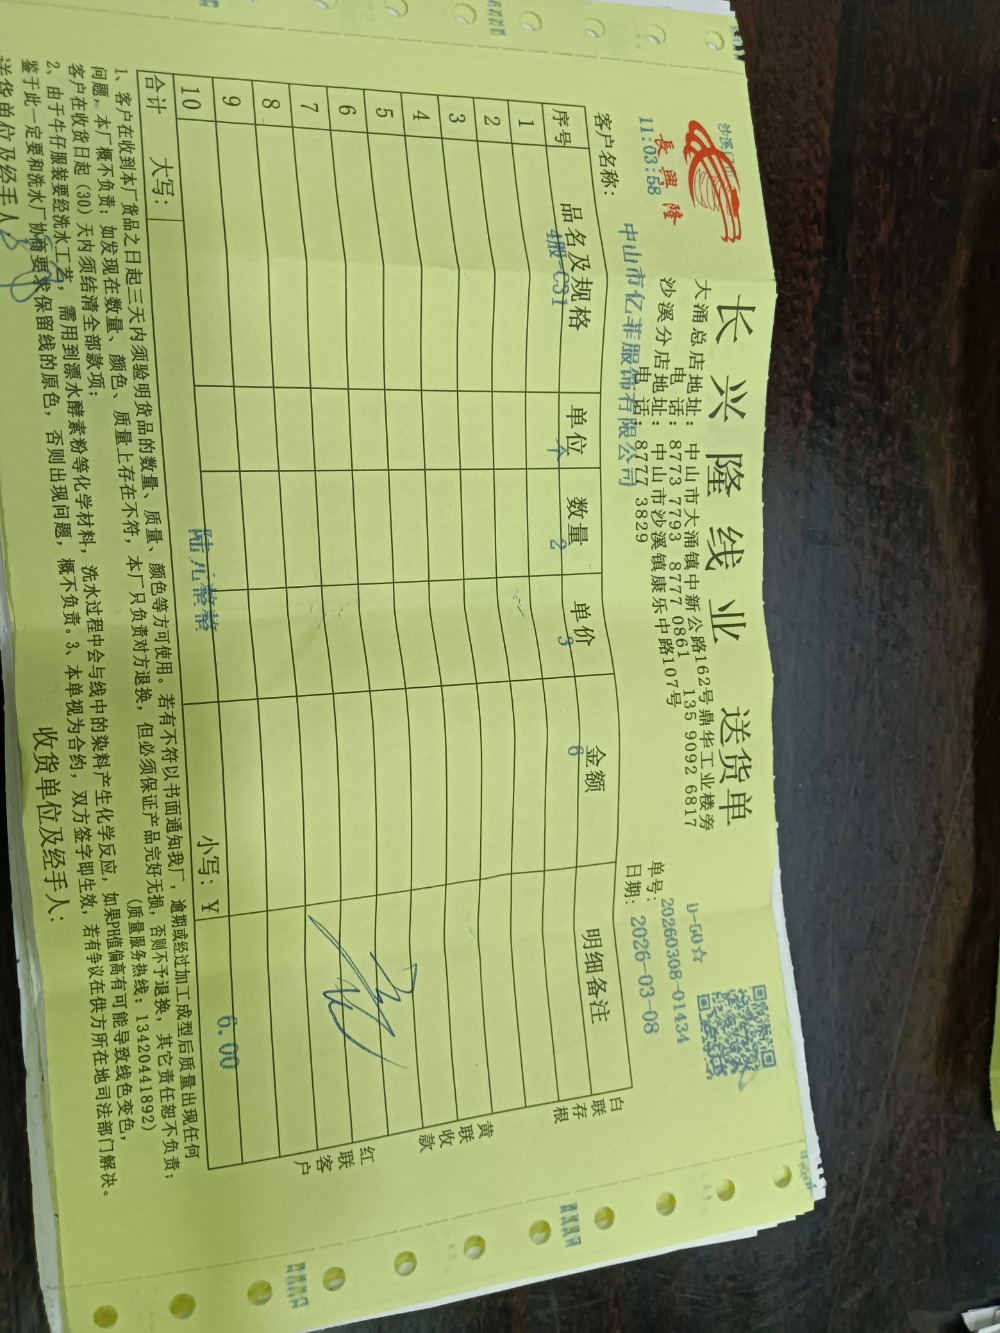 长兴隆线业 送货单
長興隆
11:03:58
大涌总店地址: 中山市大涌镇中新公路162号鼎华工业楼旁
电 话: 8773 7793 8777 0861 135 9092 6817
沙溪分店地址: 中山市沙溪镇康乐中路107号
电 话: 8777 3829
D-60☆
单号: 20260308-01434
客户名称: 中山市亿菲服饰有限公司
日期: 2026-03-08
序号 品名及规格 单位 数量 单价 金额 明细备注
4股-C31 个 2 3 6
1
2
3
4
5
6
7
8
9
10
合计 大写: 陆元整整 小写: ¥ 6.00
白联存根
黄联收款
红联客户
1、客户在收到本厂货品之日起三天内须验明货品的数量、质量、颜色等方可使用。若有不符以书面通知我厂,逾期或经过加工成型后质量出现任何
问题,本厂概不负责;如发现在数量、颜色、质量上存在不符,本厂只负责对方退换,但必须保证产品完好无损,否则不予退换,其它责任恕不负责;
客户在收货日起(30)天内须结清全部款项; (质量服务热线:13420441892)
2、由于牛仔服装要经洗水工艺,需用到漂水酵素粉等化学材料,洗水过程中会与线中的染料产生化学反应,如果PH值偏高有可能导致线色变色,
鉴于此一定要和洗水厂协商要求保留线的原色,否则出现问题,概不负责。3、本单视为合约,双方签字即生效,若有争议在供方所在地司法部门解决。
送货单位及经手人 收货单位及经手人: